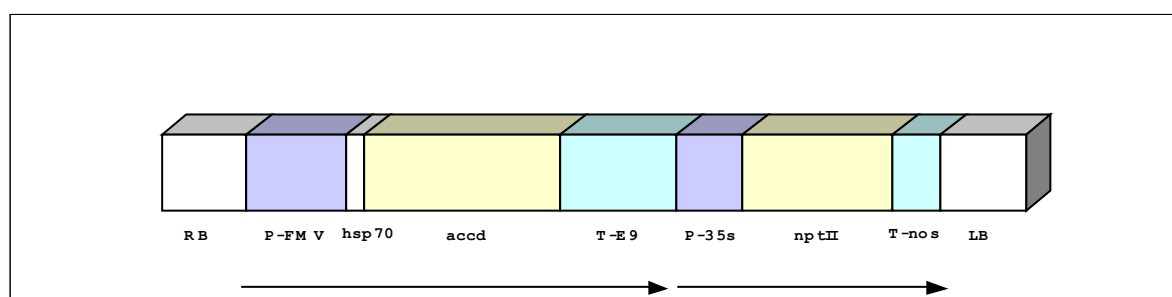 RB P-FMV hsp70 accd T-E9 P-35s nptII T-nos LB